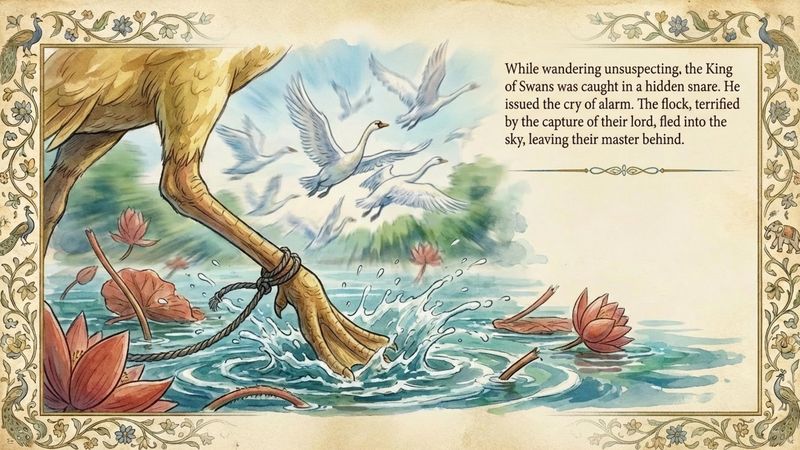 While wandering unsuspecting, the King
of Swans was caught in a hidden snare. He
issued the cry of alarm. The flock, terrified
by the capture of their lord, fled into the
sky, leaving their master behind.